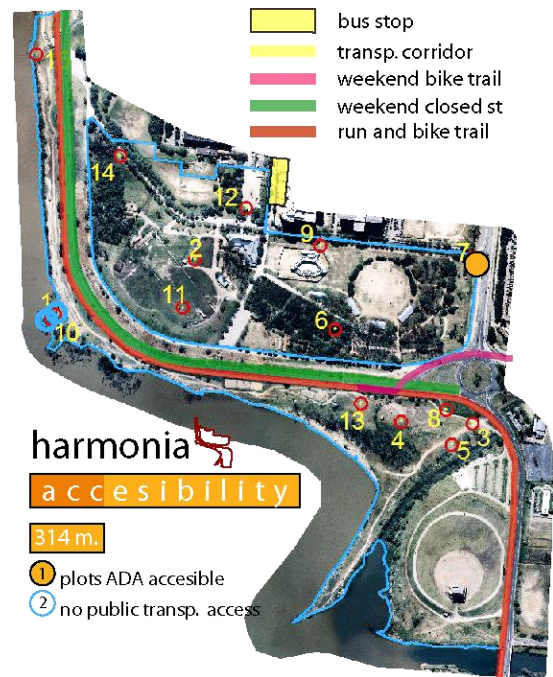 bus stop
transp. corridor
weekend bike trail
weekend closed st
run and bike trail
1
14
12
9
7
2
11
6
1
10
13
4
8
3
5
harmonia
accesibility
314 m.
1 plots ADA accesible
2 no public transp. access